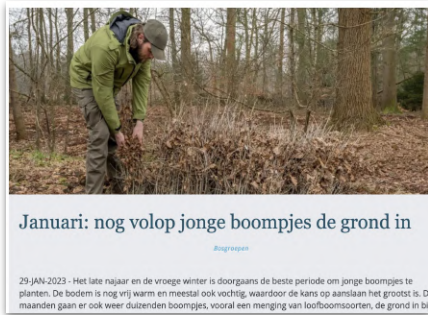 Januari: nog volop jonge boompjes de grond in
29-JAN-2023 - Het late najaar en de vroege winter is doorgaans de beste periode om jonge boompjes te
planten. De bodem is nog vrij warm en meestal ook vochtig, waardoor de kans op aanslaan het grootst is. D
maanden gaan er ook weer duizenden boompjes, vooral een menging van loofboomsoorten, de grond in bi